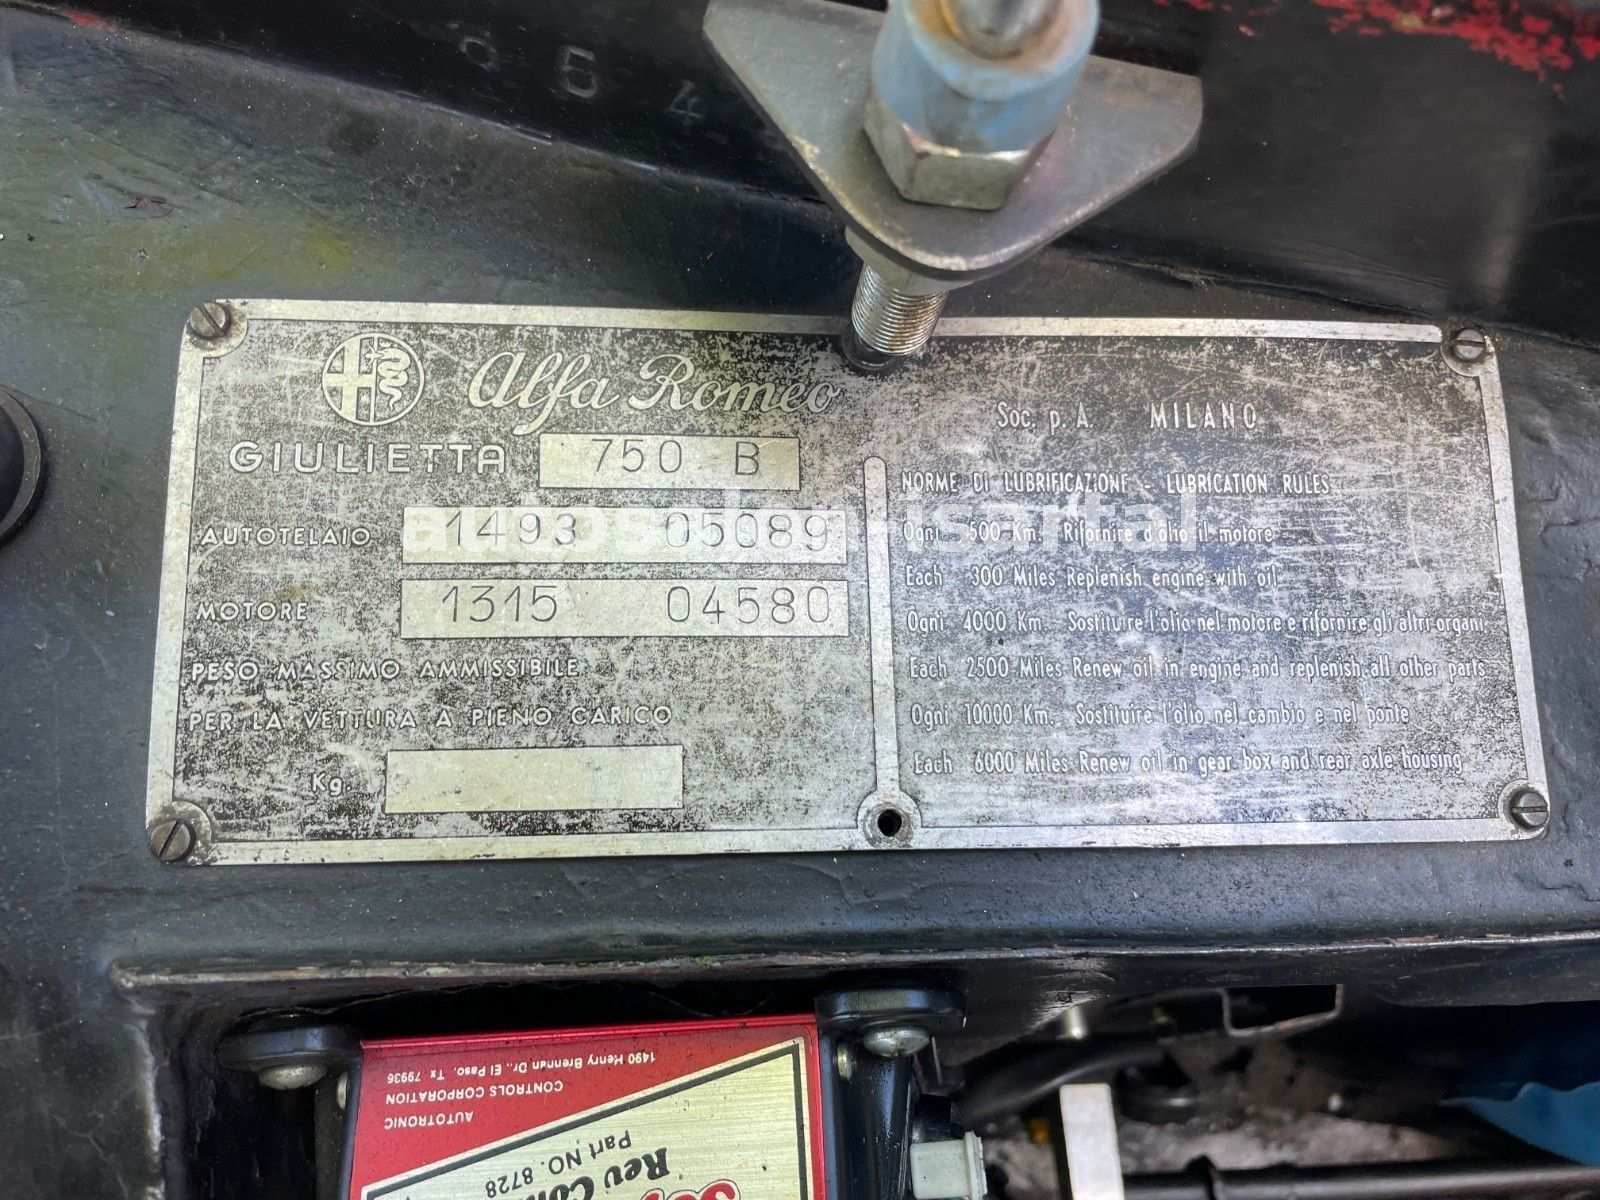 6 5 4
Alfa Romeo
Soc. p. A. MILANO
GIULIETTA 750 B
AUTOTELAIO 1493 05089
MOTORE 1315 04580
PESO MASSIMO AMMISSIBILE
PER LA VETTURA A PIENO CARICO
Kg.
NORME DI LUBRIFICAZIONE - LUBRICATION RULES
Ogni 500 Km. Rifornire d'olio il motore
Each 300 Miles Replenish engine with oil
Ogni 4000 Km. Sostituire l'olio nel motore e rifornire gli altri organi
Each 2500 Miles Renew oil in engine and replenish all other parts
Ogni 10000 Km. Sostituire l'olio nel cambio e nel ponte
Each 6000 Miles Renew oil in gear box and rear axle housing
AUTOTRONIC
CONTROLS CORPORATION
1490 Henry Brennan Dr., El Paso, Tx 79936
Rev
Part NO. 8728